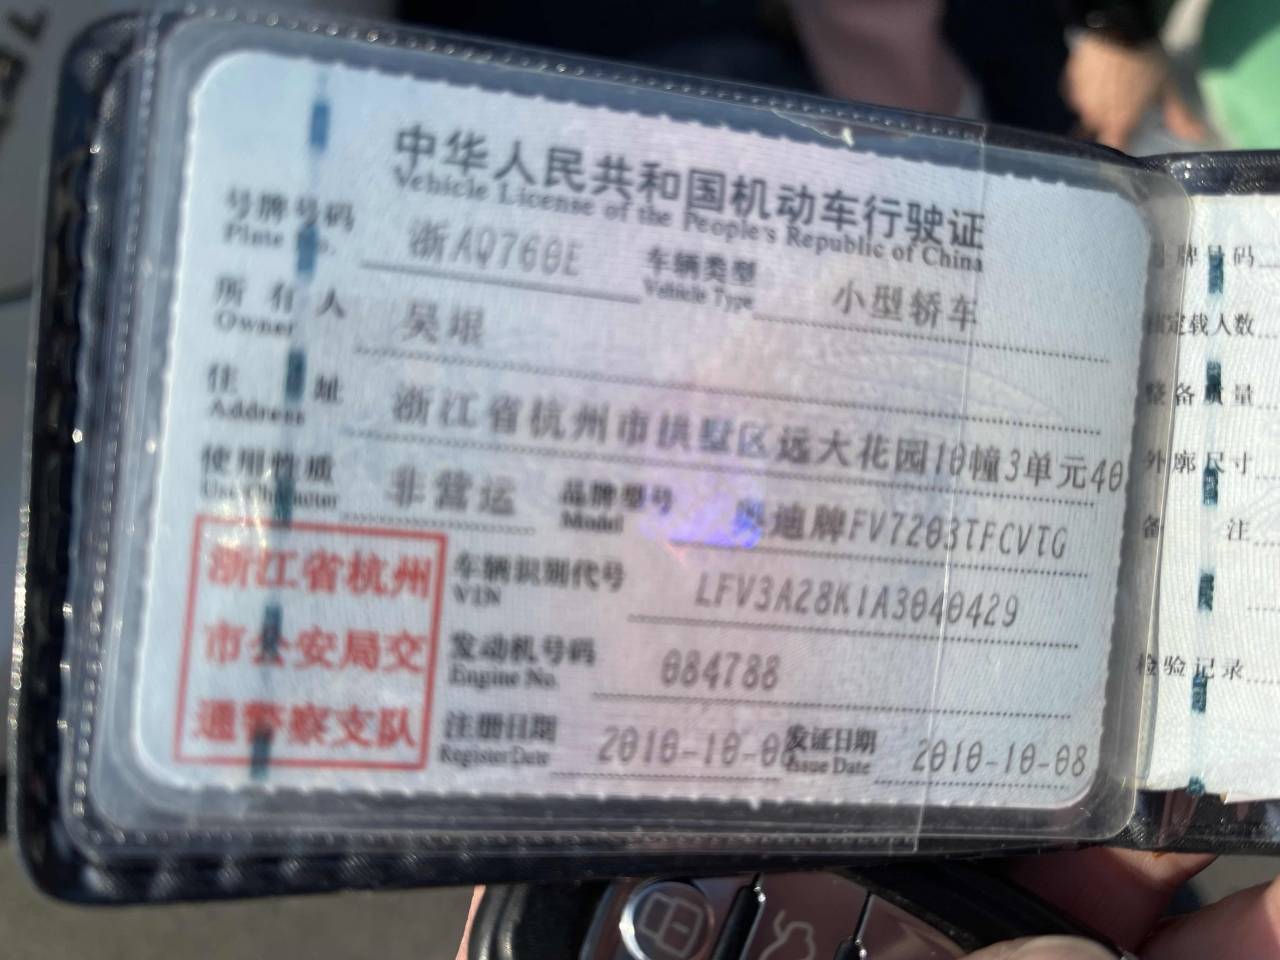 中华人民共和国机动车行驶证
Vehicle License of the People's Republic of China
号牌号码 浙AQ760E 车辆类型 小型轿车
Plate No. Vehicle Type
所有人 吴垠
Owner
住址 浙江省杭州市拱墅区远大花园10幢3单元40
Address
使用性质 非营运 品牌型号 奥迪牌FV7203TFCVTG
Use Character Model
车辆识别代号 LFV3A28K1A3040429
VIN
发动机号码 084788
Engine No.
注册日期 2010-10-08 发证日期 2010-10-08
Register Date Issue Date
浙江省杭州
市公安局交
通警察支队
牌号码
定载人数
整备质量
外廓尺寸
备注
检验记录